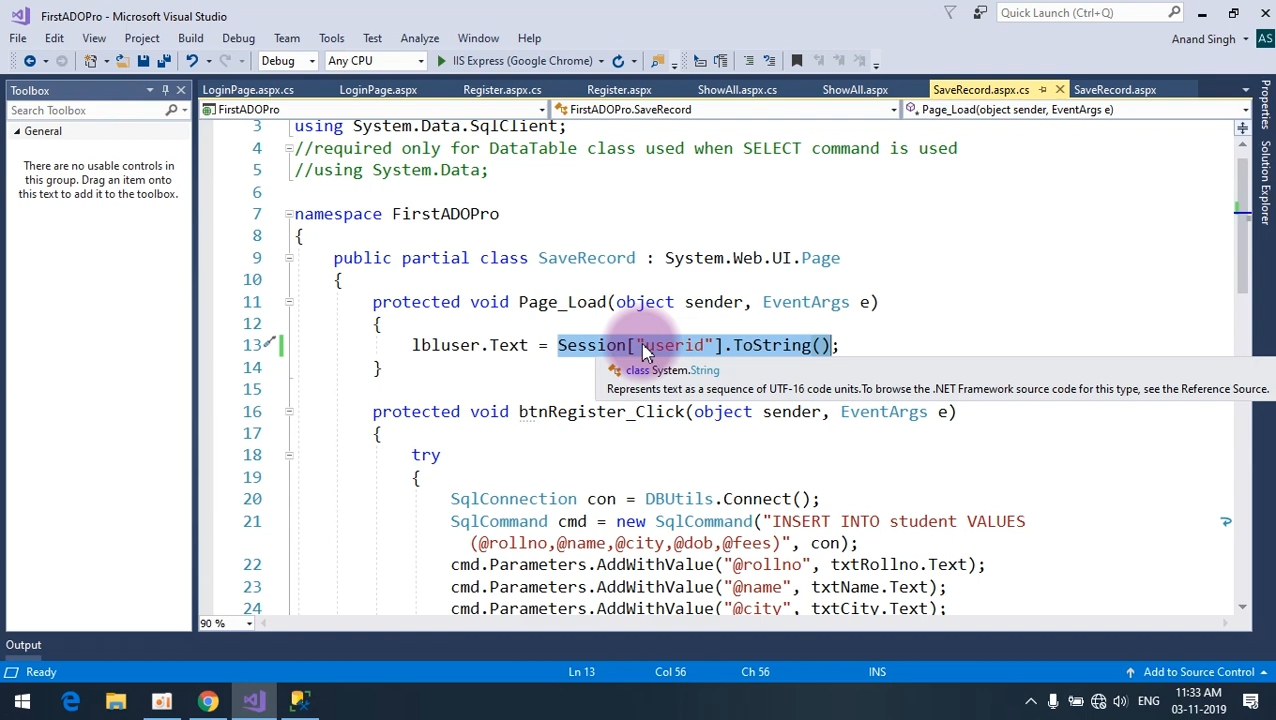 FirstADOPro - Microsoft Visual Studio
Quick Launch (Ctrl+Q)
File Edit View Project Build Debug Team Tools Test Analyze Window Help
Anand Singh AS
Debug Any CPU IIS Express (Google Chrome)
Toolbox
LoginPage.aspx.cs LoginPage.aspx Register.aspx.cs Register.aspx ShowAll.aspx.cs ShowAll.aspx SaveRecord.aspx.cs SaveRecord.aspx
Search Toolbox
FirstADOPro FirstADOPro.SaveRecord Page_Load(object sender, EventArgs e)
General
There are no usable controls in
this group. Drag an item onto
this text to add it to the toolbox.
3 using System.Data.SqlClient;
4 //required only for DataTable class used when SELECT command is used
5 //using System.Data;
6
7 namespace FirstADOPro
8 {
9 public partial class SaveRecord : System.Web.UI.Page
10 {
11 protected void Page_Load(object sender, EventArgs e)
12 {
13 lbluser.Text = Session["userid"].ToString();
14 }
class System.String
Represents text as a sequence of UTF-16 code units.To browse the .NET Framework source code for this type, see the Reference Source.
15
16 protected void btnRegister_Click(object sender, EventArgs e)
17 {
18 try
19 {
20 SqlConnection con = DBUtils.Connect();
21 SqlCommand cmd = new SqlCommand("INSERT INTO student VALUES
(@rollno,@name,@city,@dob,@fees)", con);
22 cmd.Parameters.AddWithValue("@rollno", txtRollno.Text);
23 cmd.Parameters.AddWithValue("@name", txtName.Text);
24 cmd.Parameters.AddWithValue("@city", txtCity.Text);
90 %
Properties
Solution Explorer
Output
Ready Ln 13 Col 56 Ch 56 INS Add to Source Control
ENG
11:33 AM
03-11-2019